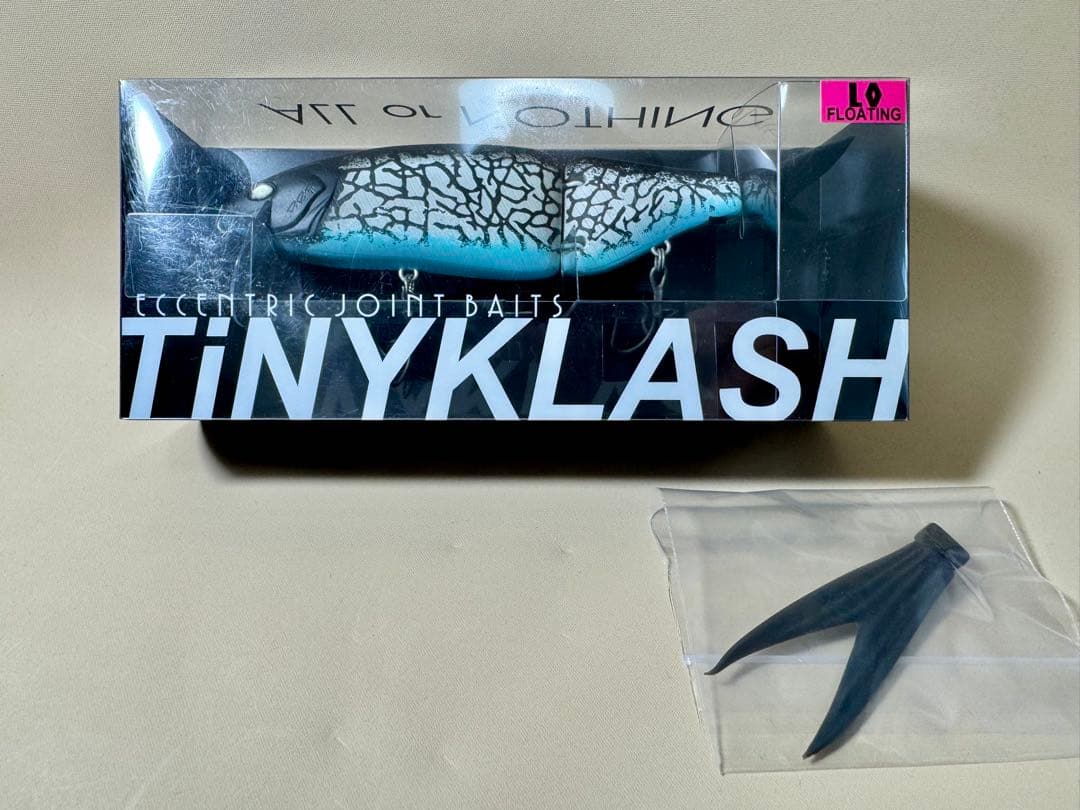 ALL or NOTHING
LO
FLOATING
ECCENTRIC JOINT BAITS
TiNYKLASH